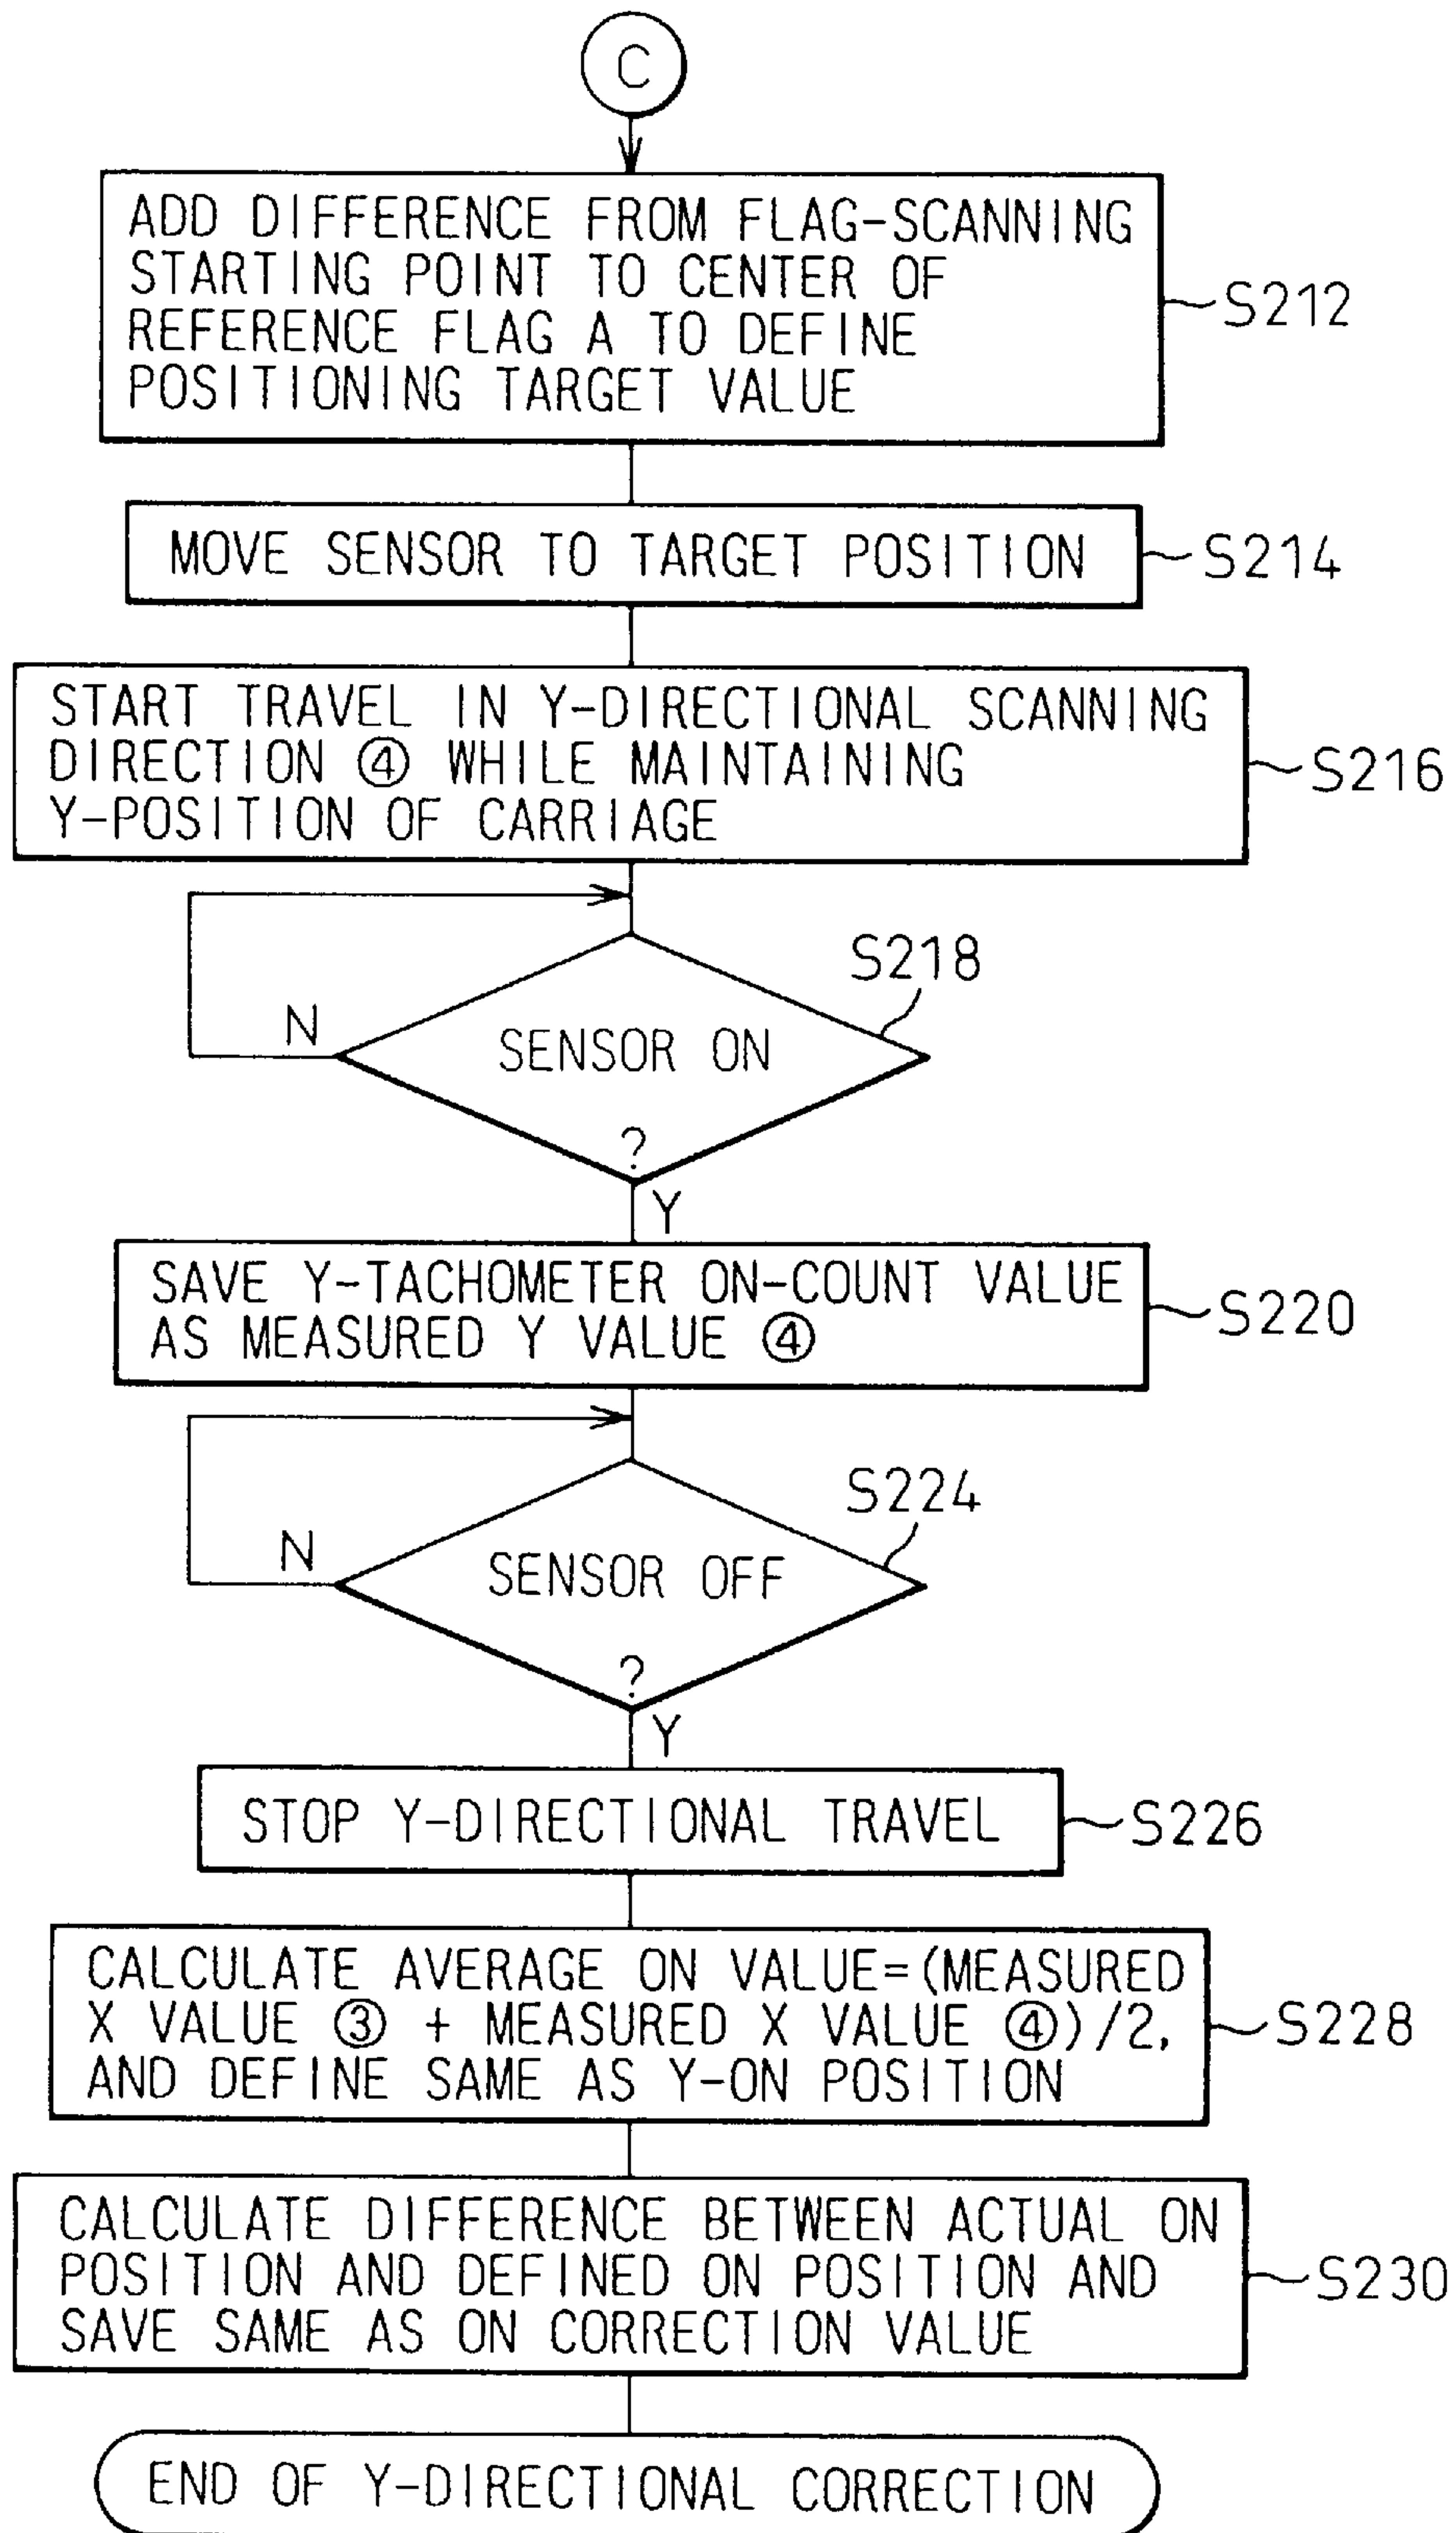 C
ADD DIFFERENCE FROM FLAG-SCANNING
STARTING POINT TO CENTER OF
REFERENCE FLAG A TO DEFINE
POSITIONING TARGET VALUE
S212
MOVE SENSOR TO TARGET POSITION
S214
START TRAVEL IN Y-DIRECTIONAL SCANNING
DIRECTION ④ WHILE MAINTAINING
Y-POSITION OF CARRIAGE
S216
S218
N
SENSOR ON
?
Y
SAVE Y-TACHOMETER ON-COUNT VALUE
AS MEASURED Y VALUE ④
S220
S224
N
SENSOR OFF
?
Y
STOP Y-DIRECTIONAL TRAVEL
S226
CALCULATE AVERAGE ON VALUE=(MEASURED
X VALUE ③ + MEASURED X VALUE ④)/2,
AND DEFINE SAME AS Y-ON POSITION
S228
CALCULATE DIFFERENCE BETWEEN ACTUAL ON
POSITION AND DEFINED ON POSITION AND
SAVE SAME AS ON CORRECTION VALUE
S230
END OF Y-DIRECTIONAL CORRECTION